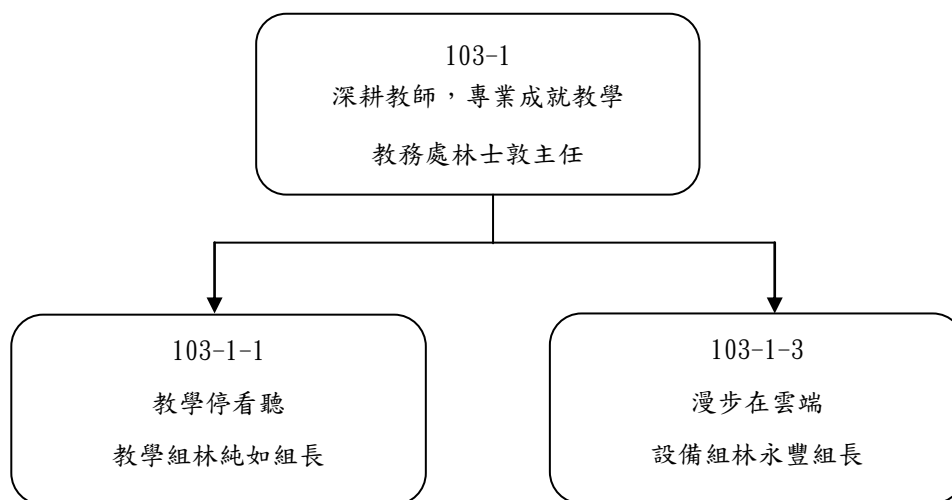 103-1
深耕教師，專業成就教學
教務處林士敦主任
103-1-1
教學停看聽
教學組林純如組長
103-1-3
漫步在雲端
設備組林永豐組長